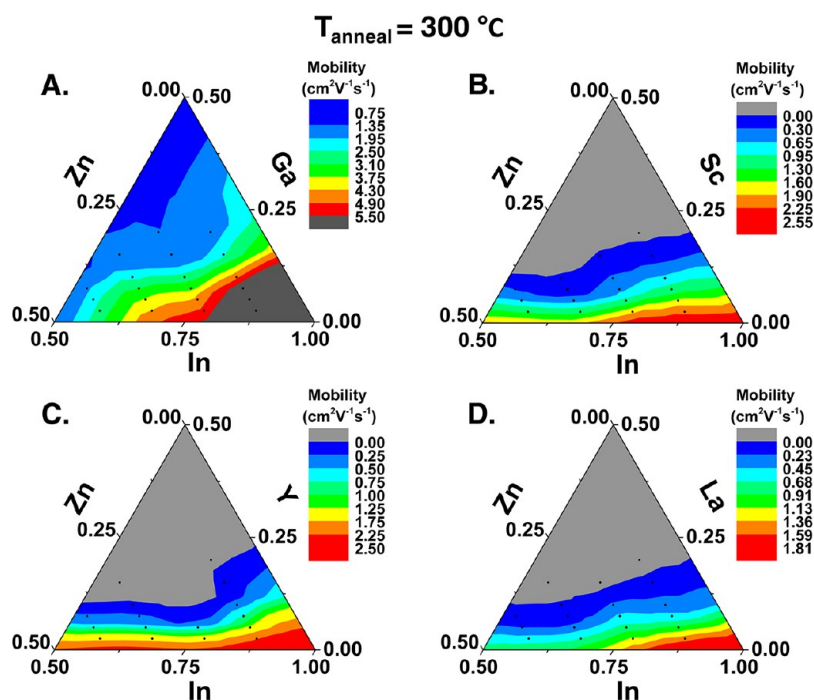 T_anneal = 300 °C
A.
Mobility
(cm²V⁻¹s⁻¹)
0.75
1.35
1.95
2.50
3.10
3.75
4.30
4.90
5.50
0.00
0.50
Zn
Ga
0.25
0.25
0.50
0.00
0.50
0.75
1.00
In
B.
Mobility
(cm²V⁻¹s⁻¹)
0.00
0.30
0.65
0.95
1.30
1.60
1.90
2.25
2.55
0.00
0.50
Zn
Sc
0.25
0.25
0.50
0.00
0.50
0.75
1.00
In
C.
Mobility
(cm²V⁻¹s⁻¹)
0.00
0.25
0.50
0.75
1.00
1.25
1.75
2.25
2.50
0.00
0.50
Zn
Y
0.25
0.25
0.50
0.00
0.50
0.75
1.00
In
D.
Mobility
(cm²V⁻¹s⁻¹)
0.00
0.23
0.45
0.68
0.91
1.13
1.36
1.59
1.81
0.00
0.50
Zn
La
0.25
0.25
0.50
0.00
0.50
0.75
1.00
In